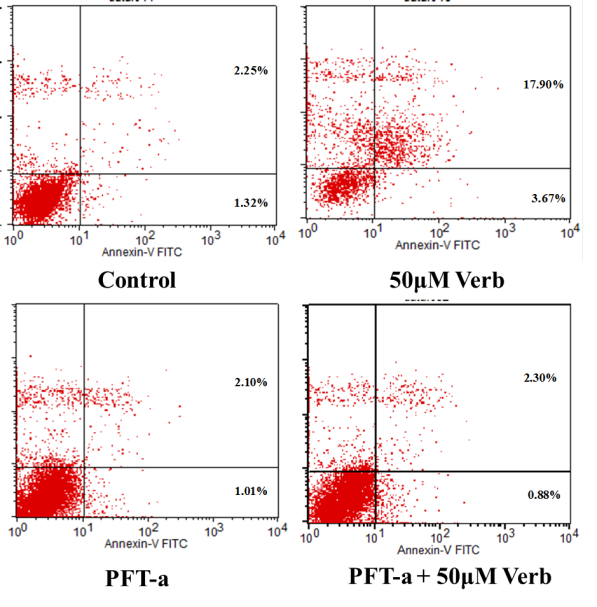 2.25%
1.32%
10⁰ 10¹ 10² 10³ 10⁴
Annexin-V FITC
Control
17.90%
3.67%
10⁰ 10¹ 10² 10³ 10⁴
Annexin-V FITC
50μM Verb
2.10%
1.01%
10⁰ 10¹ 10² 10³ 10⁴
Annexin-V FITC
PFT-a
2.30%
0.88%
10⁰ 10¹ 10² 10³ 10⁴
Annexin-V FITC
PFT-a + 50μM Verb